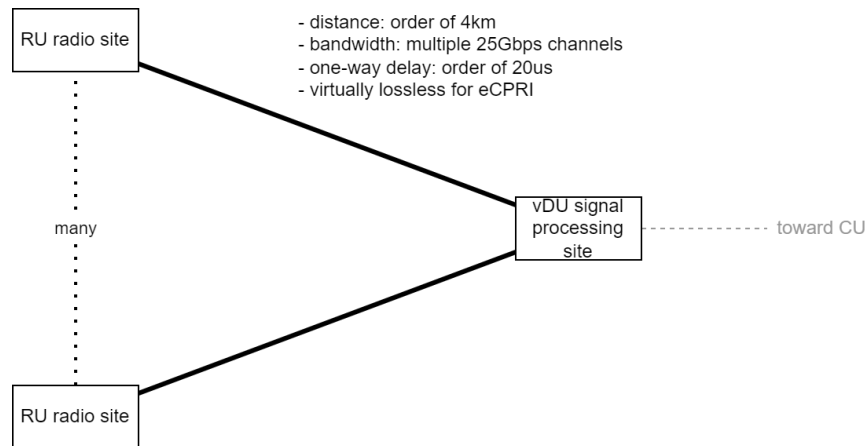 RU radio site
- distance: order of 4km
- bandwidth: multiple 25Gbps channels
- one-way delay: order of 20us
- virtually lossless for eCPRI
many
vDU signal
processing
site
toward CU
RU radio site